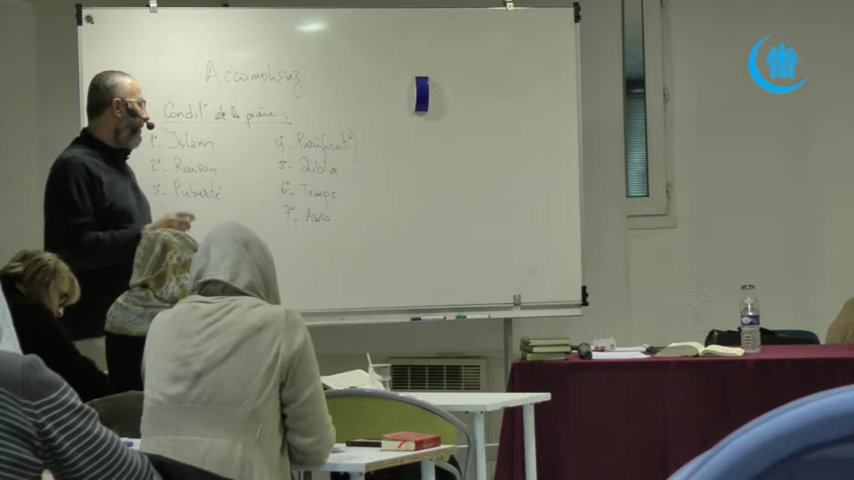 Accomplissez
Condit° de la prière :
1°- Islam
2°- Raison
3°- Puberté
4°- Purificat°
5°- Qibla
6°- Temps
7°- Awra